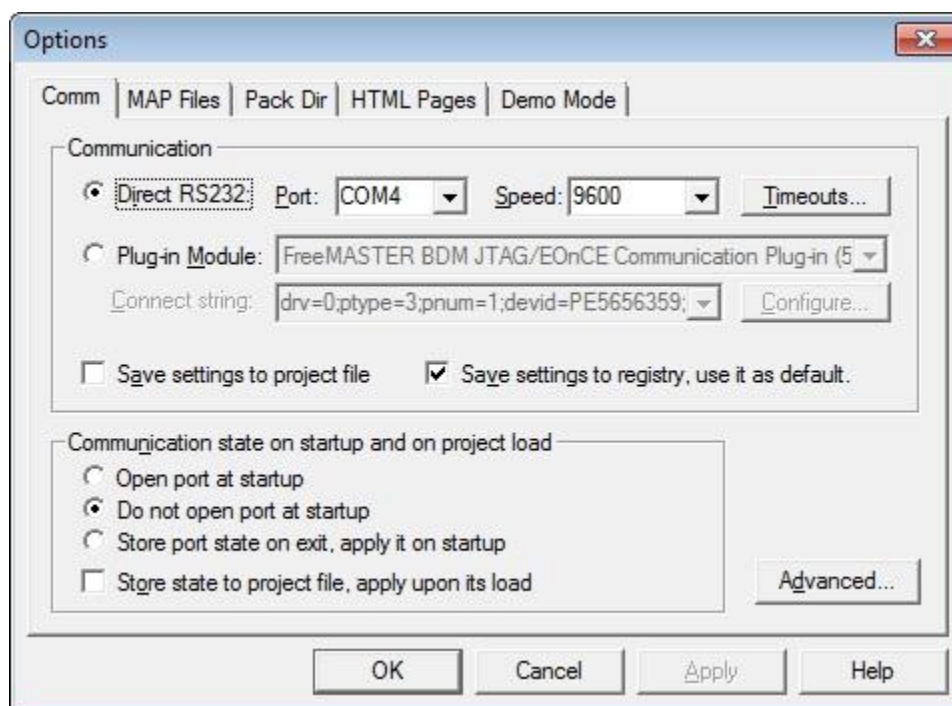 Options
Comm MAP Files Pack Dir HTML Pages Demo Mode
Communication
Direct RS232: Port: COM4 Speed: 9600 Timeouts...
Plug-in Module: FreeMASTER BDM JTAG/EOnCE Communication Plug-in (5
Connect string: drv=0;ptype=3;pnum=1;devid=PE5656359; Configure...
Save settings to project file Save settings to registry, use it as default.
Communication state on startup and on project load
Open port at startup
Do not open port at startup
Store port state on exit, apply it on startup
Store state to project file, apply upon its load Advanced...
OK Cancel Apply Help